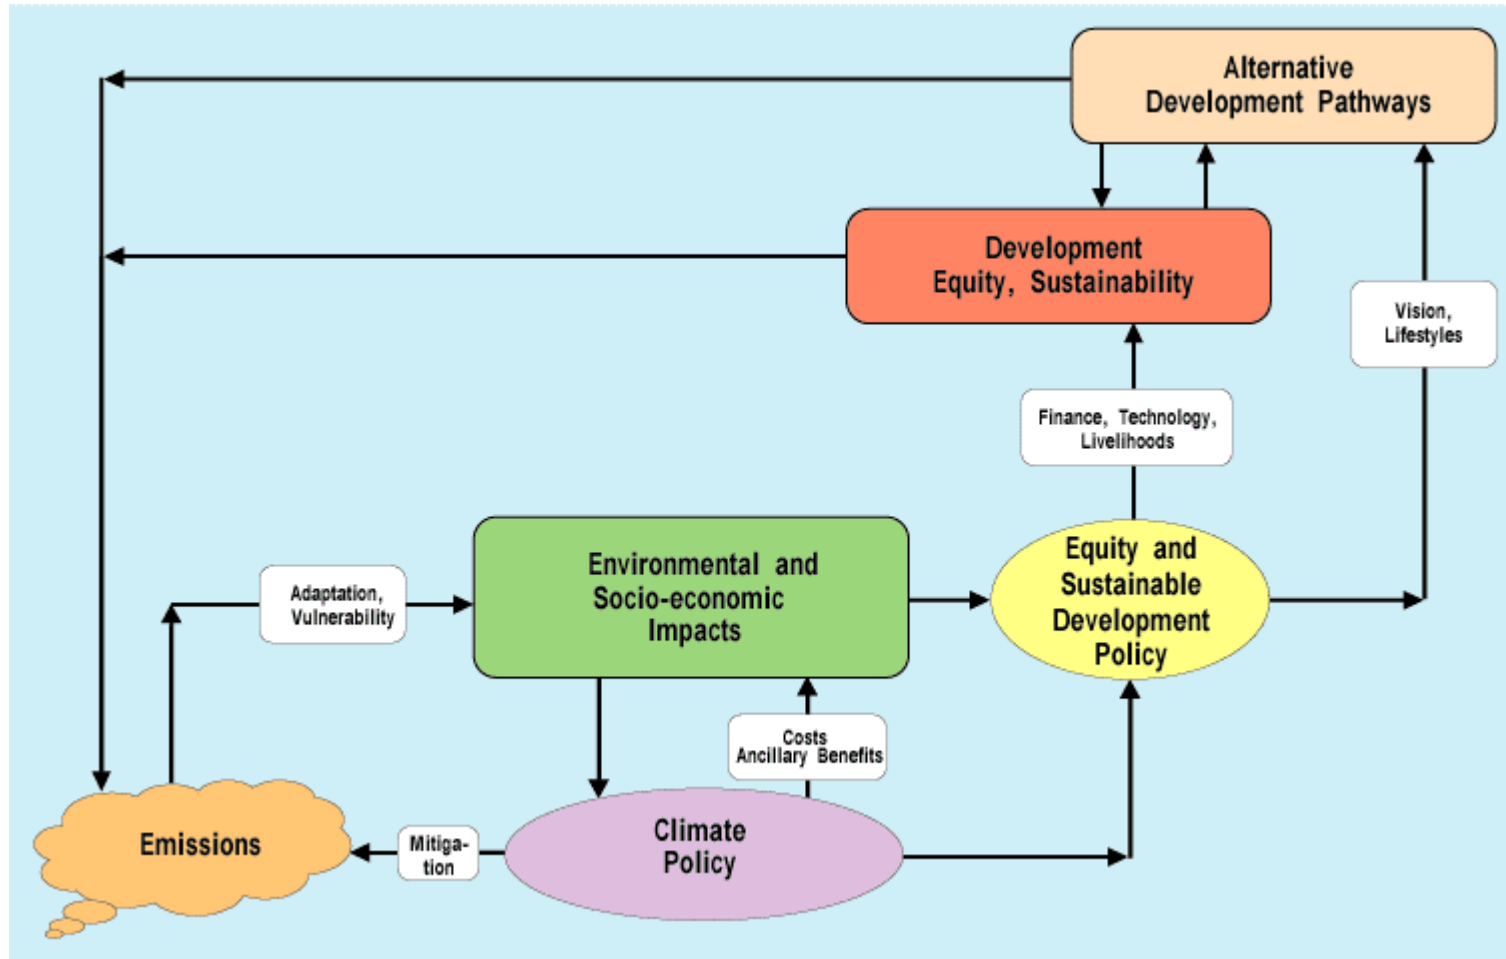 Alternative
Development Pathways
Development
Equity, Sustainability
Vision,
Lifestyles
Finance, Technology,
Livelihoods
Environmental and
Socio-economic
Impacts
Equity and
Sustainable
Development
Policy
Adaptation,
Vulnerability
Costs
Ancillary Benefits
Emissions
Mitiga-
tion
Climate
Policy